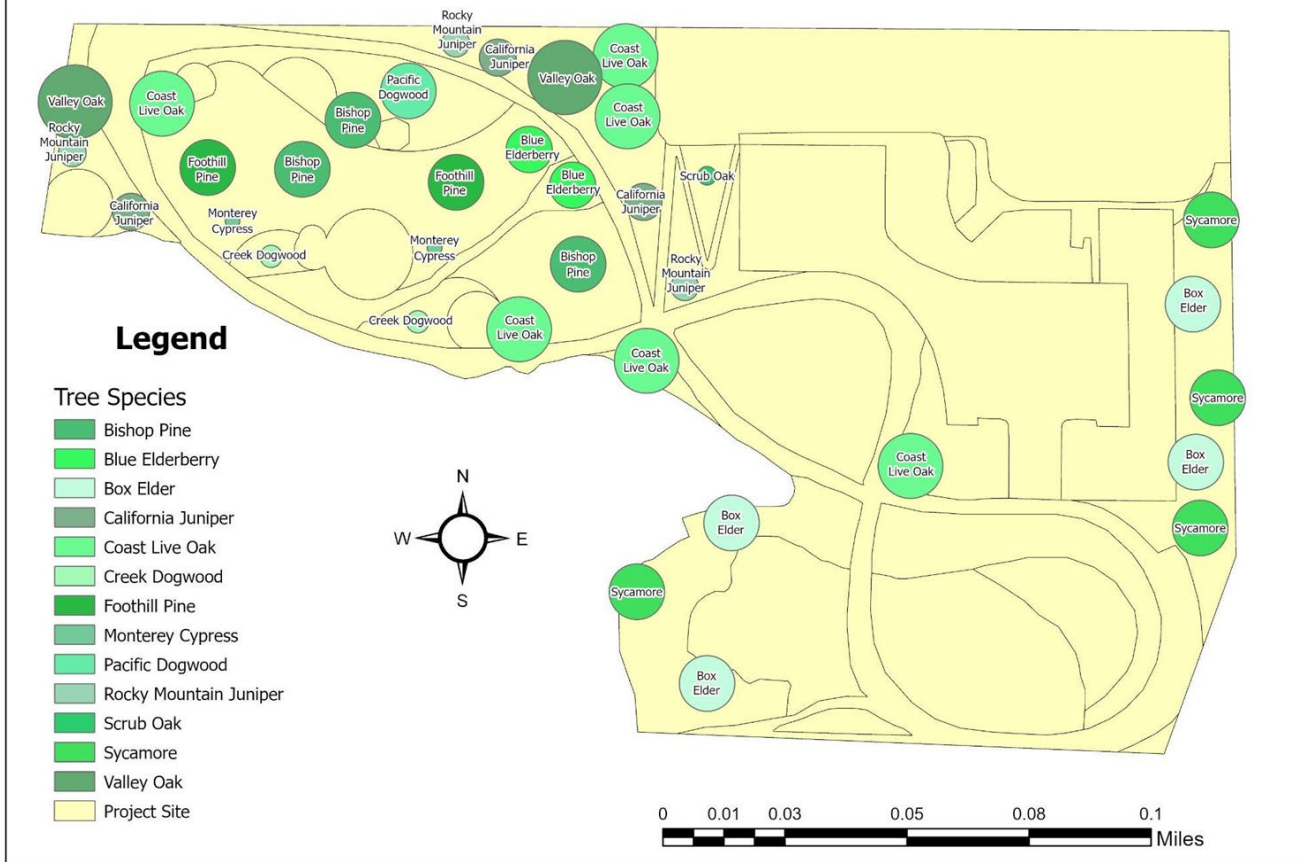 Rocky
Mountain
Juniper
California
Juniper
Valley Oak
Coast
Live Oak
Valley Oak
Coast
Live Oak
Pacific
Dogwood
Bishop
Pine
Coast
Live Oak
Rocky
Mountain
Juniper
Foothill
Pine
Bishop
Pine
Foothill
Pine
Blue
Elderberry
Blue
Elderberry
Scrub Oak
California
Juniper
California
Juniper
Monterey
Cypress
Sycamore
Creek Dogwood
Monterey
Cypress
Bishop
Pine
Rocky
Mountain
Juniper
Box
Elder
Creek Dogwood
Coast
Live Oak
Coast
Live Oak
Sycamore
Coast
Live Oak
Box
Elder
Box
Elder
Sycamore
Sycamore
Box
Elder
Legend
Tree Species
Bishop Pine
Blue Elderberry
Box Elder
California Juniper
Coast Live Oak
Creek Dogwood
Foothill Pine
Monterey Cypress
Pacific Dogwood
Rocky Mountain Juniper
Scrub Oak
Sycamore
Valley Oak
Project Site
N
W E
S
0 0.01 0.03 0.05 0.08 0.1
Miles